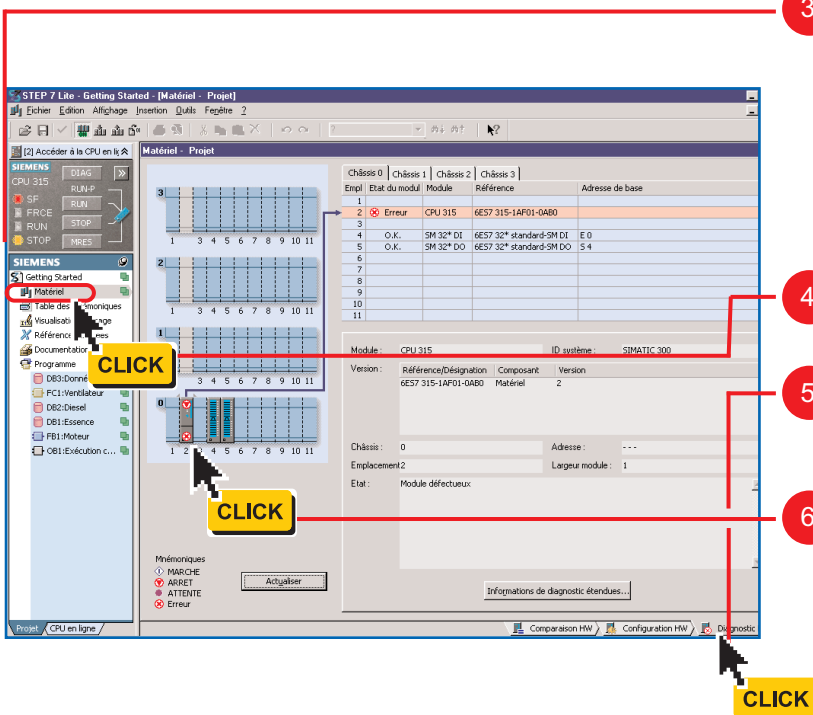 3
STEP 7 Lite - Getting Started - [Matériel - Projet]
Fichier Edition Affichage Insertion Outils Fenêtre ?
?
[2] Accéder à la CPU en li
Matériel - Projet
SIEMENS
CPU 315
DIAG
SF
RUN-P
FRCE
RUN
RUN
STOP
STOP
MRES
SIEMENS
Getting Started
Matériel
Table des
Documentation
Programme
DB3:Donné
FC1:Ventilateur
DB2:Diesel
DB1:Essence
FB1:Moteur
OB1:Exécution c...
CLICK
3
1 3 4 5 6 7 8 9 10 11
2
1 3 4 5 6 7 8 9 10 11
1
3 4 5 6 7 8 9 10 11
0
1 2 3 4 5 6 7 8 9 10 11
CLICK
Mnémoniques
MARCHE
ARRET
ATTENTE
Erreur
Actualiser
Châssis 0 Châssis 1 Châssis 2 Châssis 3
Empl Etat du modul Module Référence Adresse de base
1
2 Erreur CPU 315 6ES7 315-1AF01-0AB0
3
4 O.K. SM 32* DI 6ES7 32* standard-SM DI E 0
5 O.K. SM 32* DO 6ES7 32* standard-SM DO S 4
6
7
8
9
10
11
4
Module : CPU 315 ID système : SIMATIC 300
Version : Référence/Désignation Composant Version
6ES7 315-1AF01-0AB0 Matériel 2
5
Châssis : 0 Adresse : ---
Emplacement 2 Largeur module : 1
Etat : Module défectueux
6
Informations de diagnostic étendues...
Projet CPU en ligne
Comparaison HW Configuration HW Diagnostic
CLICK